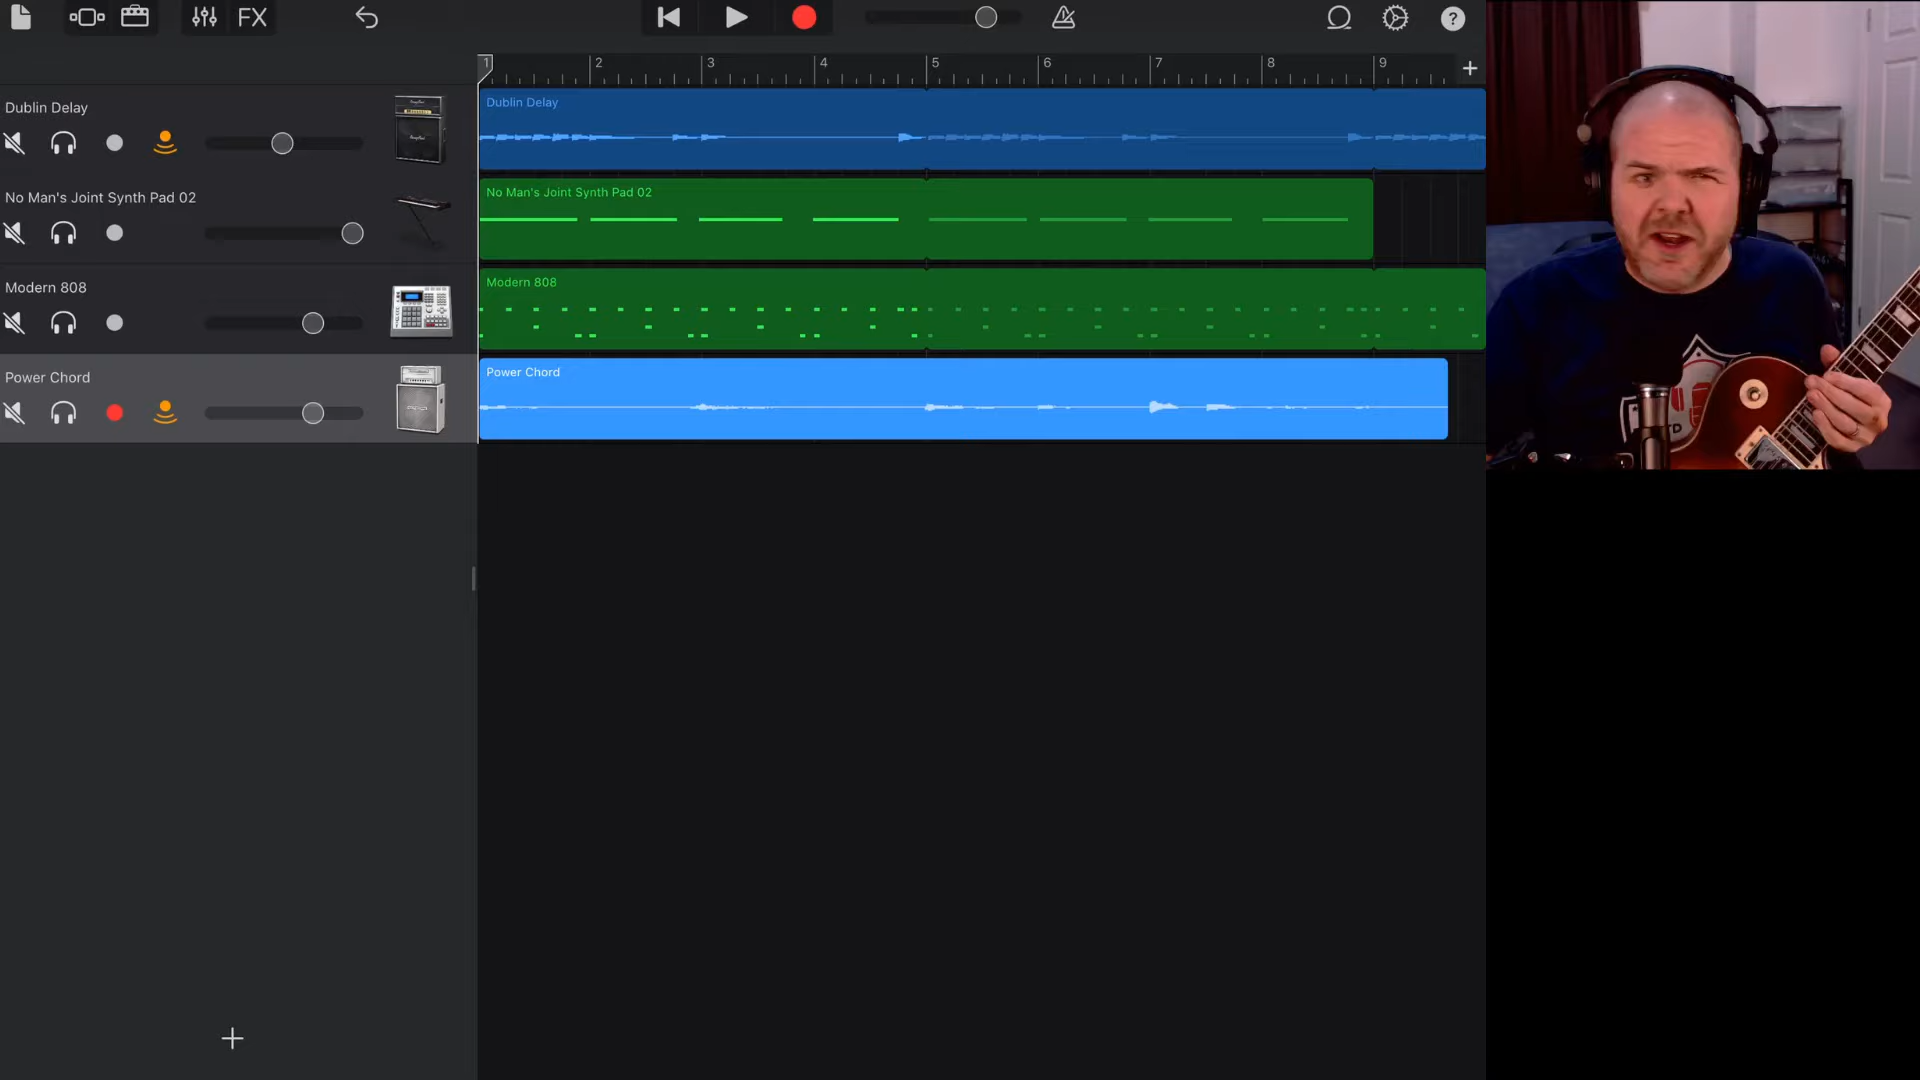 FX
?
1 2 3 4 5 6 7 8 9 +
Dublin Delay
Dublin Delay
No Man's Joint Synth Pad 02
No Man's Joint Synth Pad 02
Modern 808
Modern 808
Power Chord
Power Chord